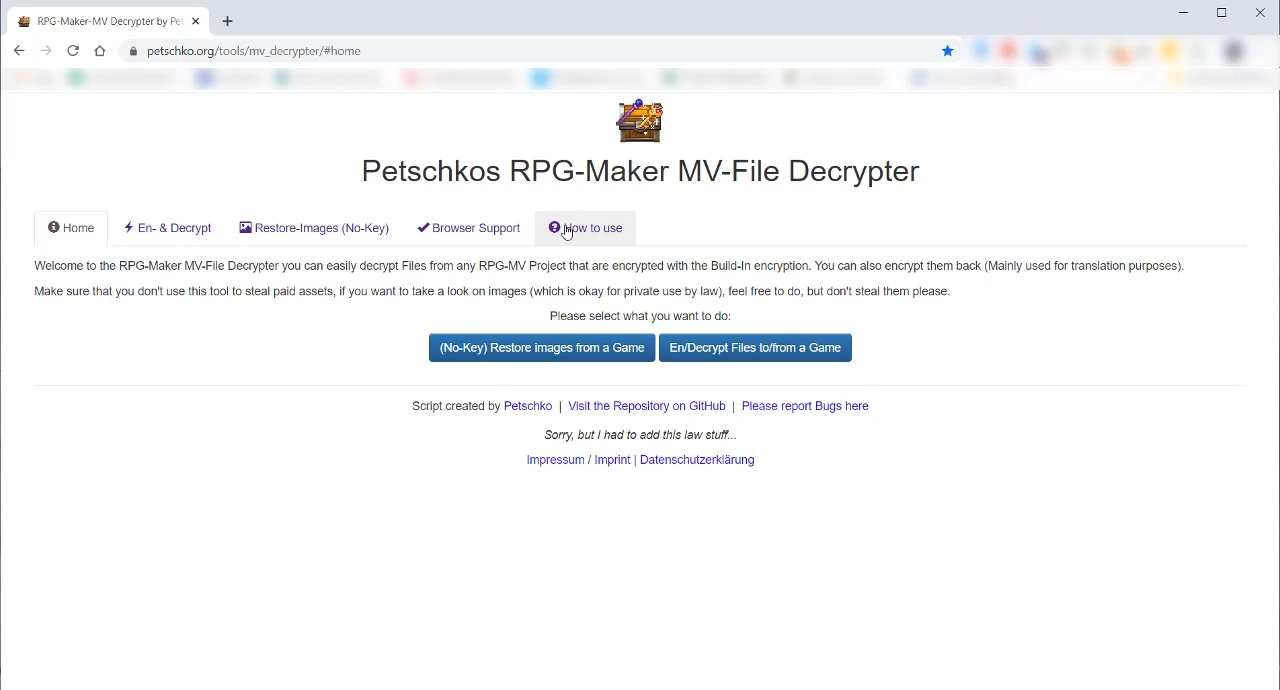 RPG-Maker-MV Decrypter by Pet
petschko.org/tools/mv_decrypter/#home
Petschkos RPG-Maker MV-File Decrypter
Home
En- & Decrypt
Restore-Images (No-Key)
Browser Support
How to use
Welcome to the RPG-Maker MV-File Decrypter you can easily decrypt Files from any RPG-MV Project that are encrypted with the Build-In encryption. You can also encrypt them back (Mainly used for translation purposes).
Make sure that you don't use this tool to steal paid assets, if you want to take a look on images (which is okay for private use by law), feel free to do, but don't steal them please.
Please select what you want to do:
(No-Key) Restore images from a Game
En/Decrypt Files to/from a Game
Script created by Petschko | Visit the Repository on GitHub | Please report Bugs here
Sorry, but I had to add this law stuff...
Impressum / Imprint | Datenschutzerklärung